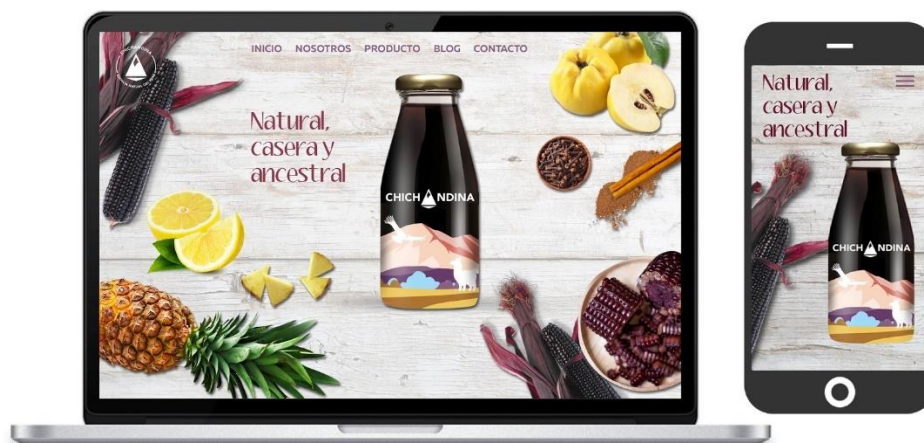 INICIO NOSOTROS PRODUCTO BLOG CONTACTO
Natural,
casera y
ancestral
CHICHANDINA
Natural,
casera y
ancestral
CHICHANDINA